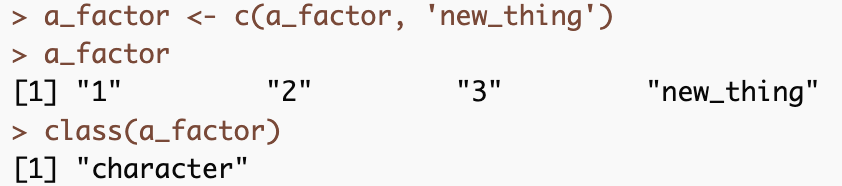 > a_factor <- c(a_factor, 'new_thing')
> a_factor
[1] "1"         "2"         "3"         "new_thing"
> class(a_factor)
[1] "character"